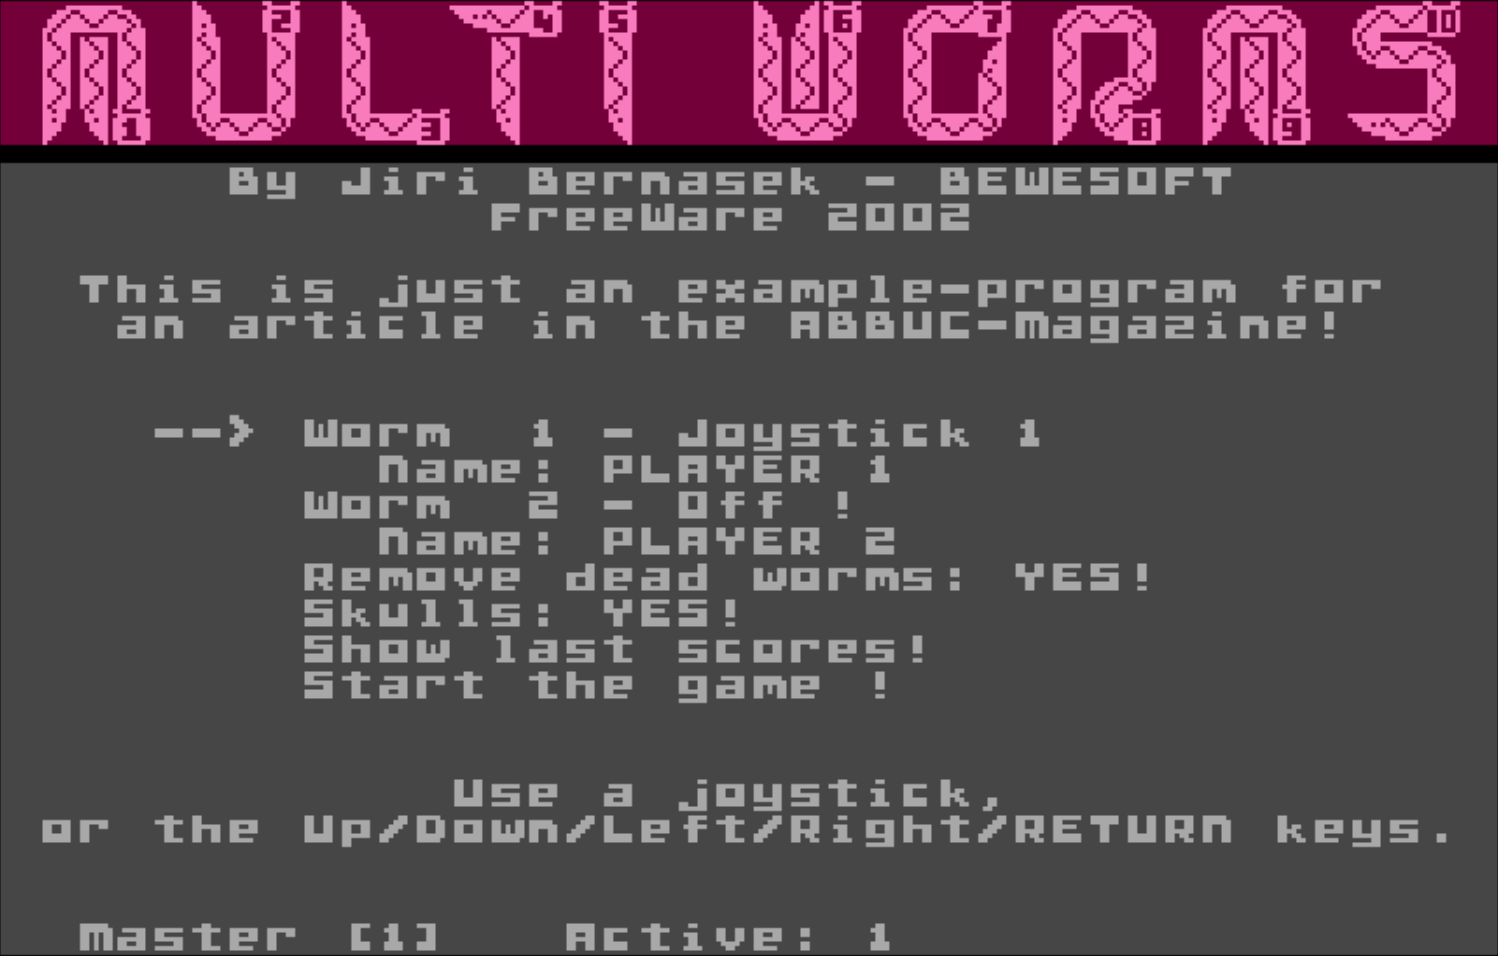 MULTI WORMS
1 2 3 4 5 6 7 8 9 10
By Jiri Bernasek - BEWESOFT
FreeWare 2002
This is just an example-program for
an article in the ABBUC-Magazine!
--> Worm 1 - Joystick 1
Name: PLAYER 1
Worm 2 - Off !
Name: PLAYER 2
Remove dead worms: YES!
Skulls: YES!
Show last scores!
Start the game !
Use a joystick,
or the Up/Down/Left/Right/RETURN keys.
Master [1] Active: 1